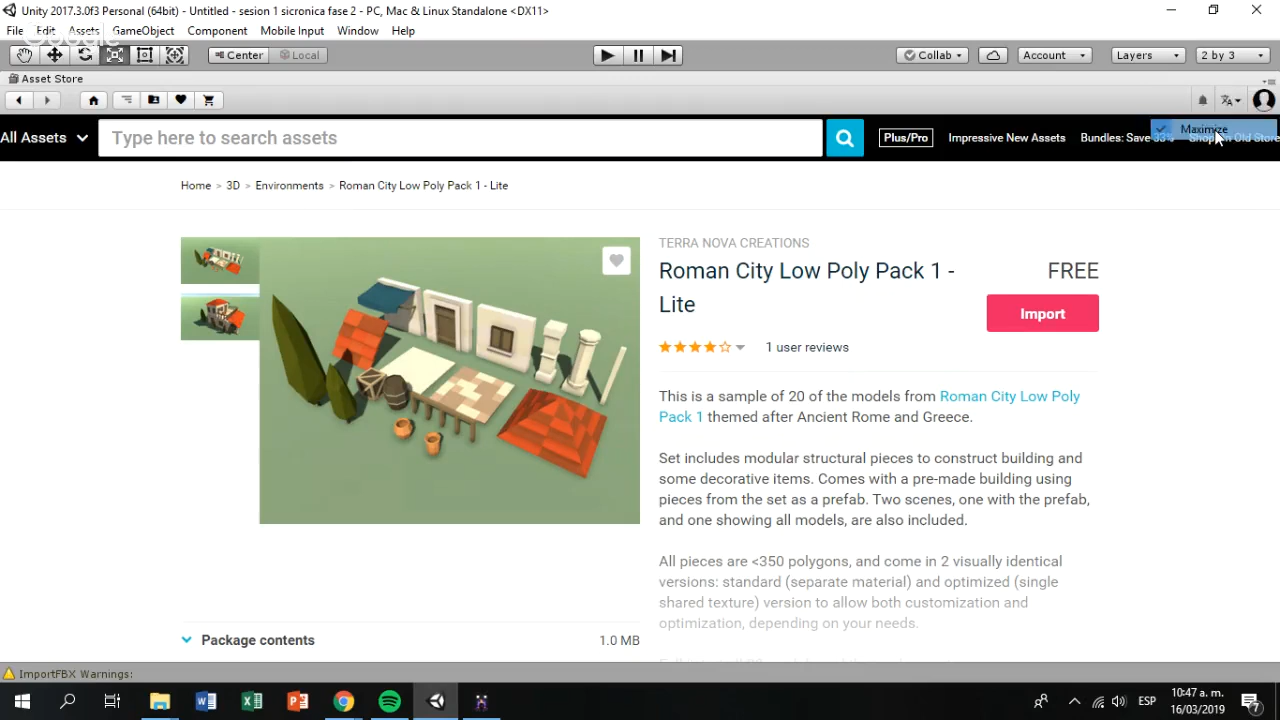 Unity 2017.3.0f3 Personal (64bit) - Untitled - sesion 1 sicronica fase 2 - PC, Mac & Linux Standalone <DX11>
File Edit Assets GameObject Component Mobile Input Window Help
Google
Center Local Collab Account Layers 2 by 3
Asset Store
All Assets Type here to search assets Plus/Pro Impressive New Assets Bundles: Save 33% Shop on Old Store
Maximize
Home > 3D > Environments > Roman City Low Poly Pack 1 - Lite
TERRA NOVA CREATIONS
Roman City Low Poly Pack 1 -
Lite
FREE
Import
1 user reviews
This is a sample of 20 of the models from Roman City Low Poly
Pack 1 themed after Ancient Rome and Greece.
Set includes modular structural pieces to construct building and
some decorative items. Comes with a pre-made building using
pieces from the set as a prefab. Two scenes, one with the prefab,
and one showing all models, are also included.
All pieces are <350 polygons, and come in 2 visually identical
versions: standard (separate material) and optimized (single
shared texture) version to allow both customization and
optimization, depending on your needs.
Package contents 1.0 MB
ImportFBX Warnings:
ESP
10:47 a. m.
16/03/2019
7